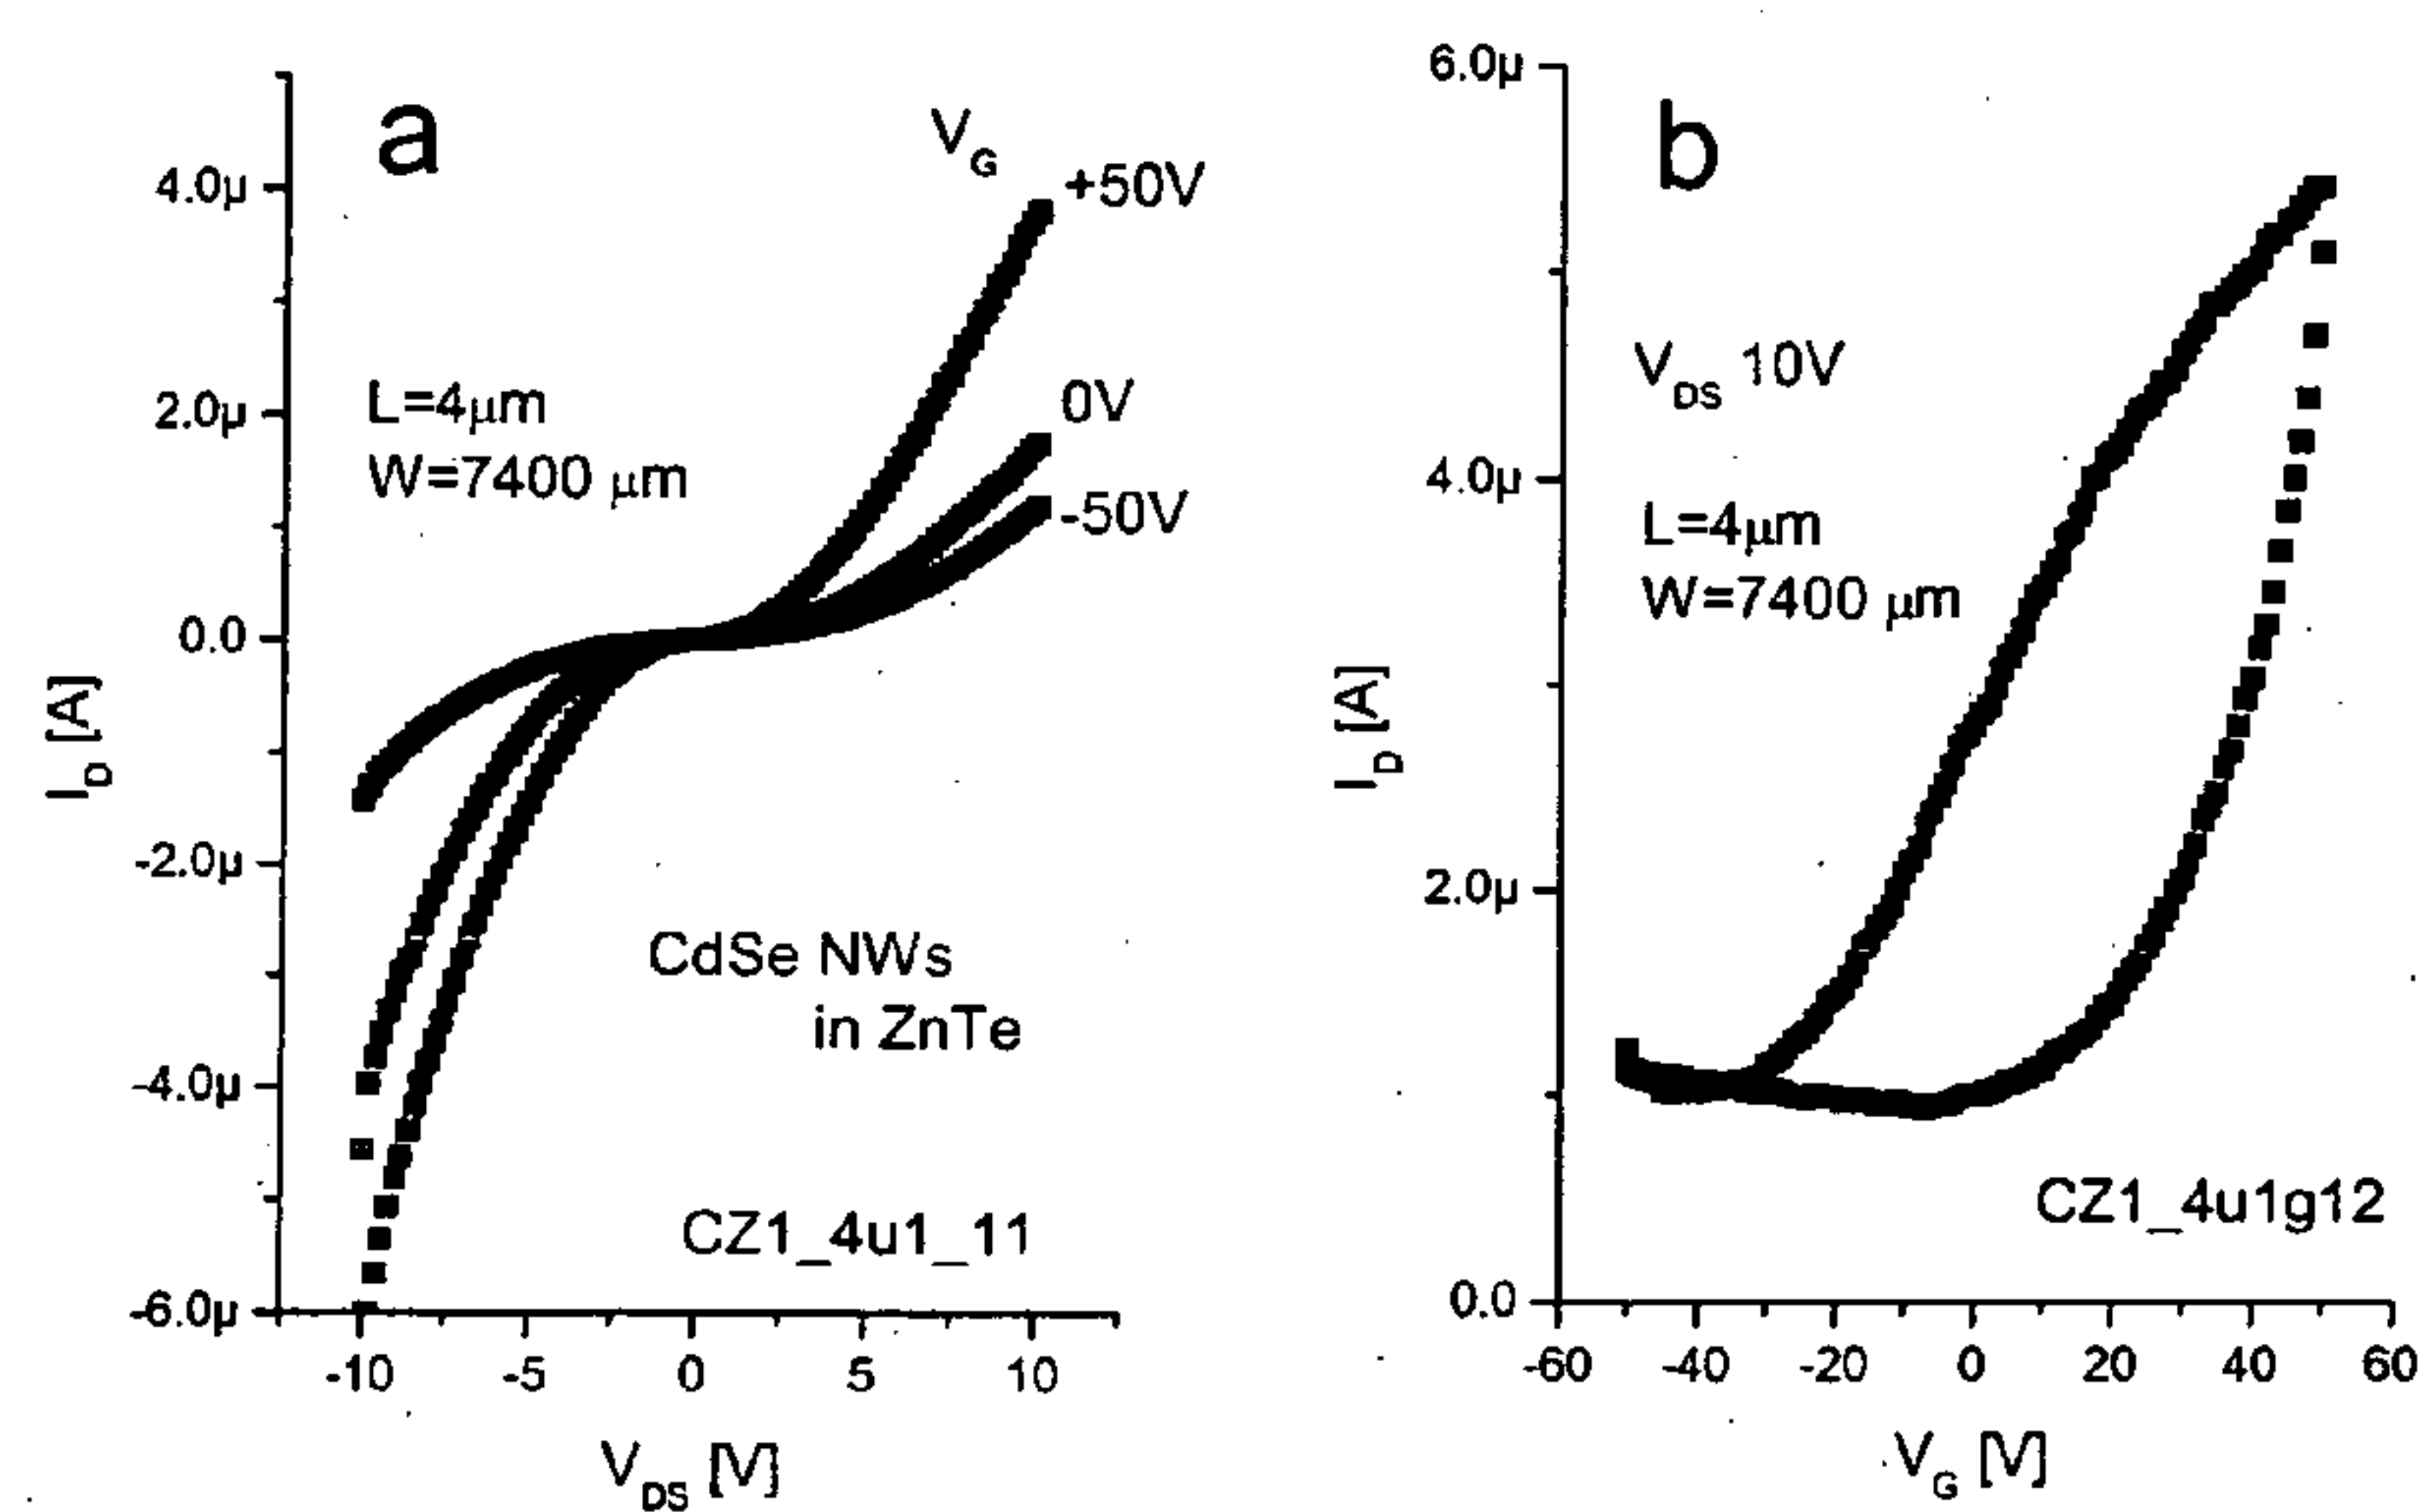 a
V_G
+50V
0V
-50V
4.0µ
2.0µ
0.0
-2.0µ
-4.0µ
-6.0µ
L=4µm
W=7400 µm
I_D [A]
CdSe NWs
in ZnTe
CZ1_4u1_11
-10 -5 0 5 10
V_DS [V]
b
6.0µ
4.0µ
2.0µ
0.0
V_DS 10V
L=4µm
W=7400 µm
I_D [A]
CZ1_4u1g12
-60 -40 -20 0 20 40 60
V_G [V]